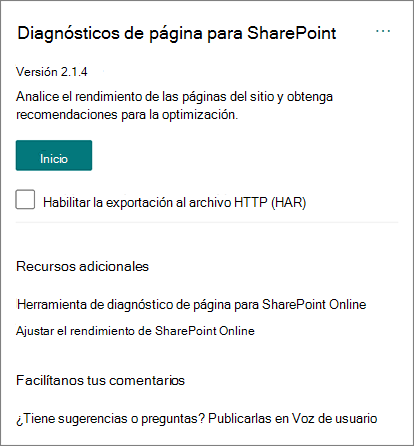 Diagnósticos de página para SharePoint
Versión 2.1.4
Analice el rendimiento de las páginas del sitio y obtenga
recomendaciones para la optimización.
Inicio
Habilitar la exportación al archivo HTTP (HAR)
Recursos adicionales
Herramienta de diagnóstico de página para SharePoint Online
Ajustar el rendimiento de SharePoint Online
Facilítanos tus comentarios
¿Tiene sugerencias o preguntas? Publicarlas en Voz de usuario